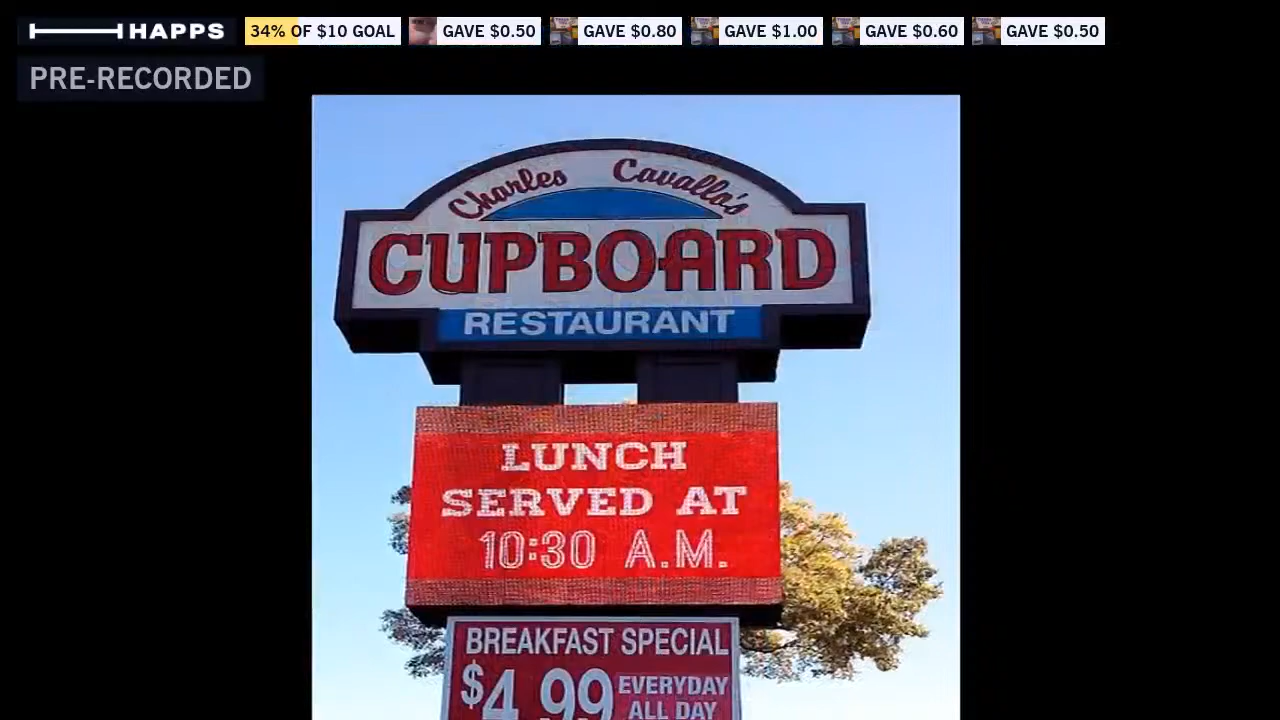 HAPPS
34% OF $10 GOAL
GAVE $0.50
GAVE $0.80
GAVE $1.00
GAVE $0.60
GAVE $0.50
PRE-RECORDED
Charles Cavallo's
CUPBOARD
RESTAURANT
LUNCH
SERVED AT
10:30 A.M.
BREAKFAST SPECIAL
$4.99 EVERYDAY
ALL DAY